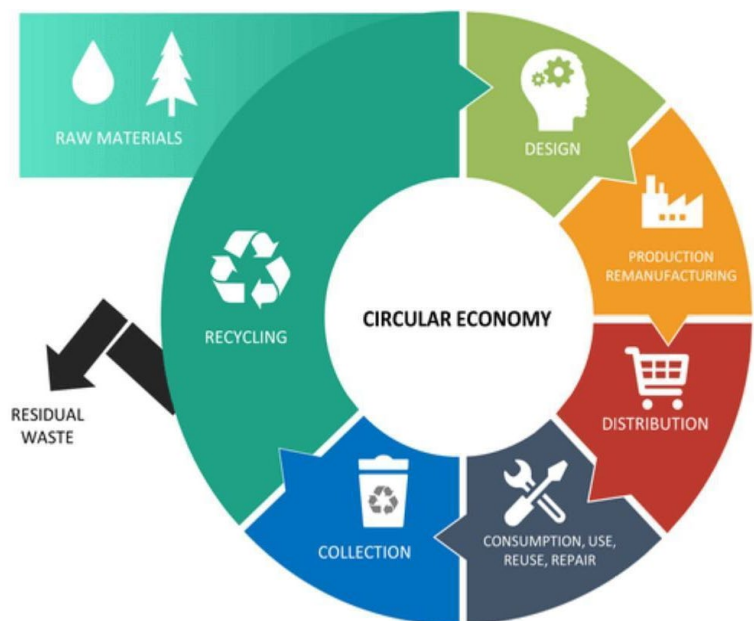 RAW MATERIALS
DESIGN
PRODUCTION
REMANUFACTURING
CIRCULAR ECONOMY
RECYCLING
DISTRIBUTION
RESIDUAL
WASTE
CONSUMPTION, USE,
REUSE, REPAIR
COLLECTION